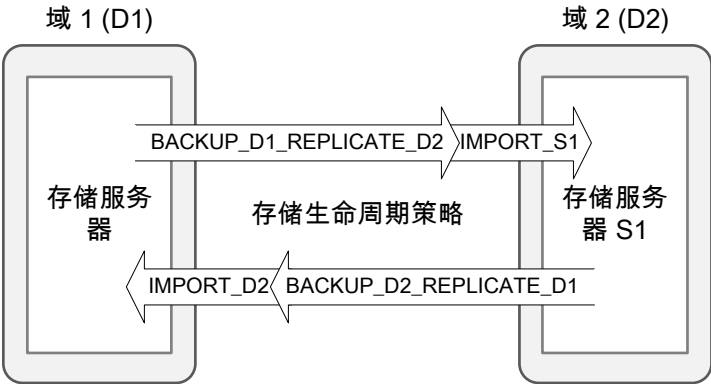 域 1 (D1)
域 2 (D2)
BACKUP_D1_REPLICATE_D2
IMPORT_S1
存储服务
器
存储生命周期策略
存储服务
器 S1
IMPORT_D2
BACKUP_D2_REPLICATE_D1